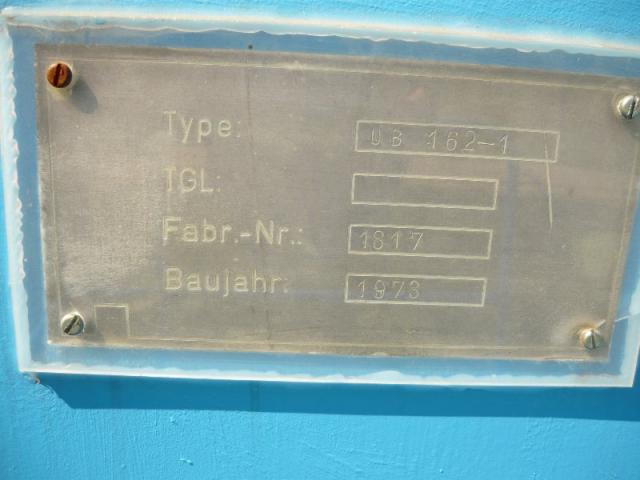 Type: UB 162-1
TGL:
Fabr.-Nr.: 1817
Baujahr: 1973